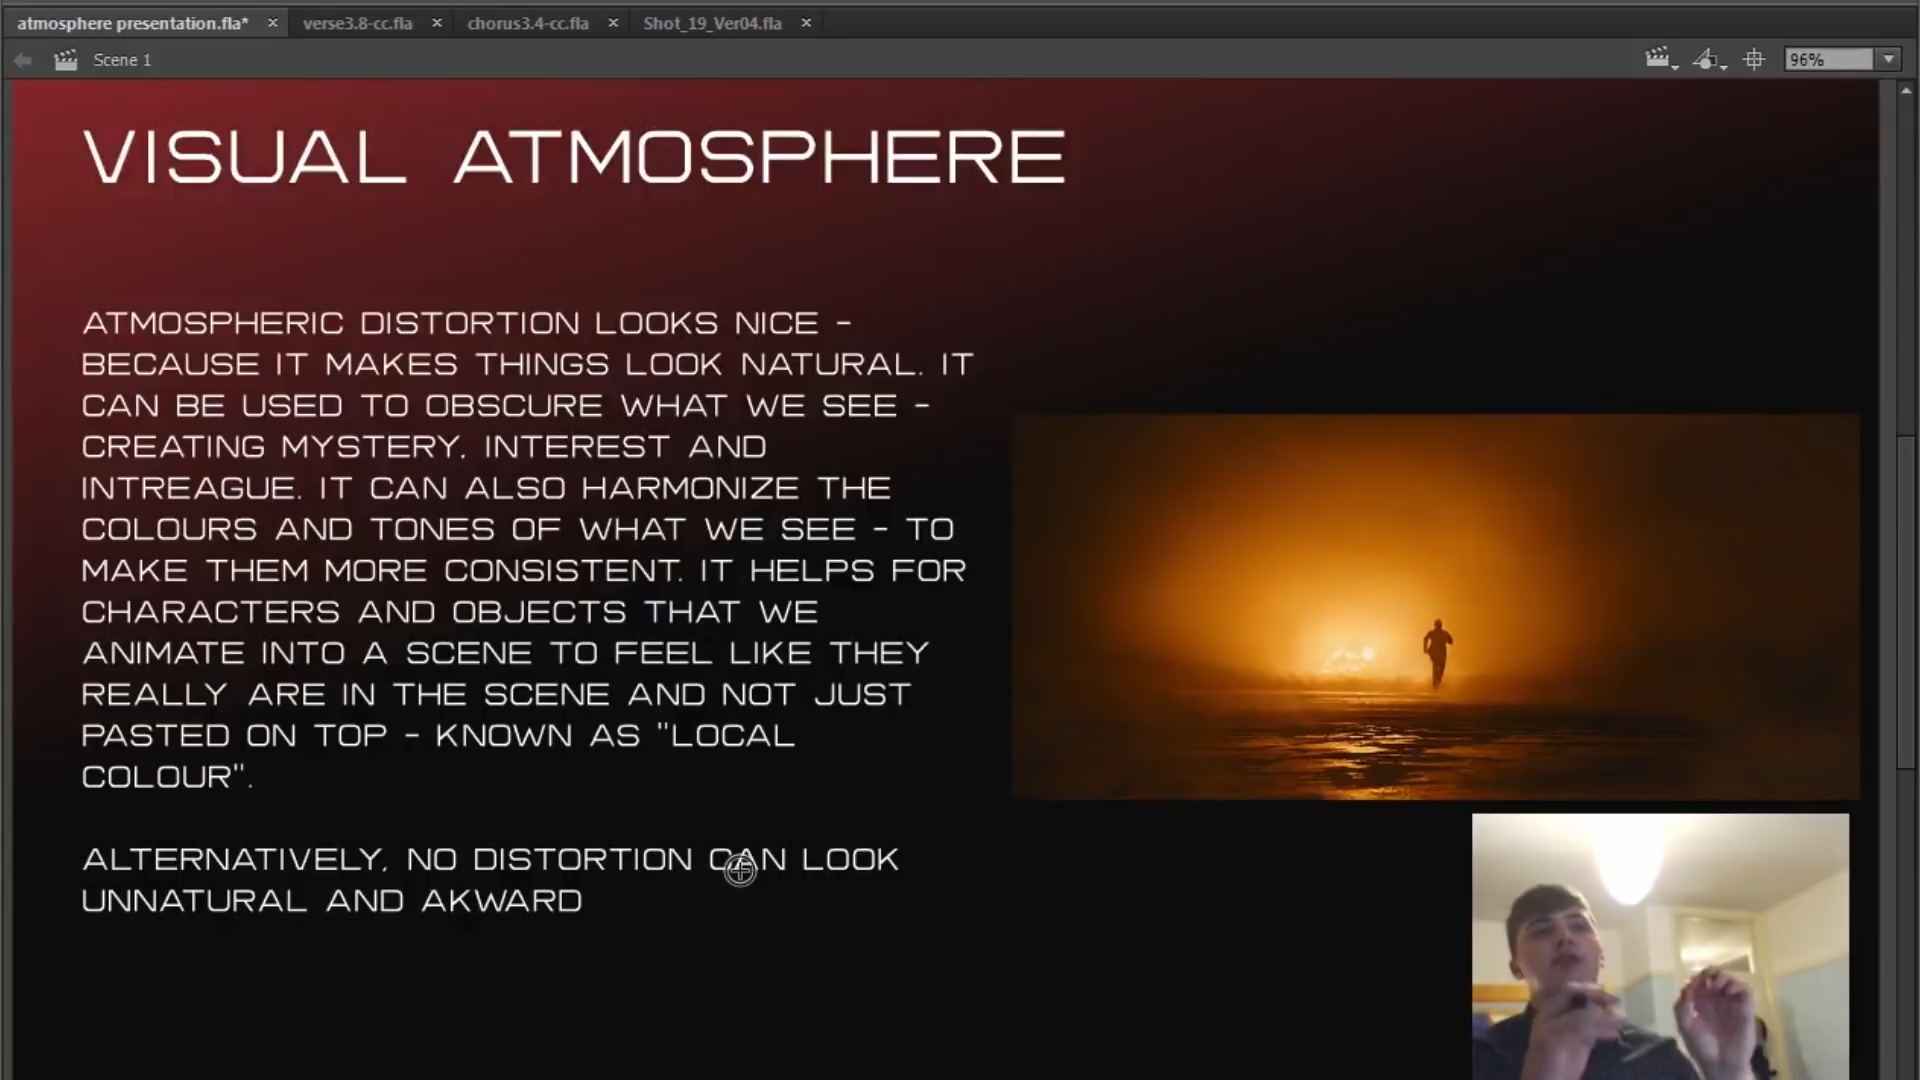 atmosphere presentation.fla* × verse3.8-cc.fla × chorus3.4-cc.fla × Shot_19_Ver04.fla ×
Scene 1 96%
VISUAL ATMOSPHERE
ATMOSPHERIC DISTORTION LOOKS NICE -
BECAUSE IT MAKES THINGS LOOK NATURAL. IT
CAN BE USED TO OBSCURE WHAT WE SEE -
CREATING MYSTERY, INTEREST AND
INTREAGUE. IT CAN ALSO HARMONIZE THE
COLOURS AND TONES OF WHAT WE SEE - TO
MAKE THEM MORE CONSISTENT. IT HELPS FOR
CHARACTERS AND OBJECTS THAT WE
ANIMATE INTO A SCENE TO FEEL LIKE THEY
REALLY ARE IN THE SCENE AND NOT JUST
PASTED ON TOP - KNOWN AS "LOCAL
COLOUR".
ALTERNATIVELY, NO DISTORTION CAN LOOK
UNNATURAL AND AKWARD